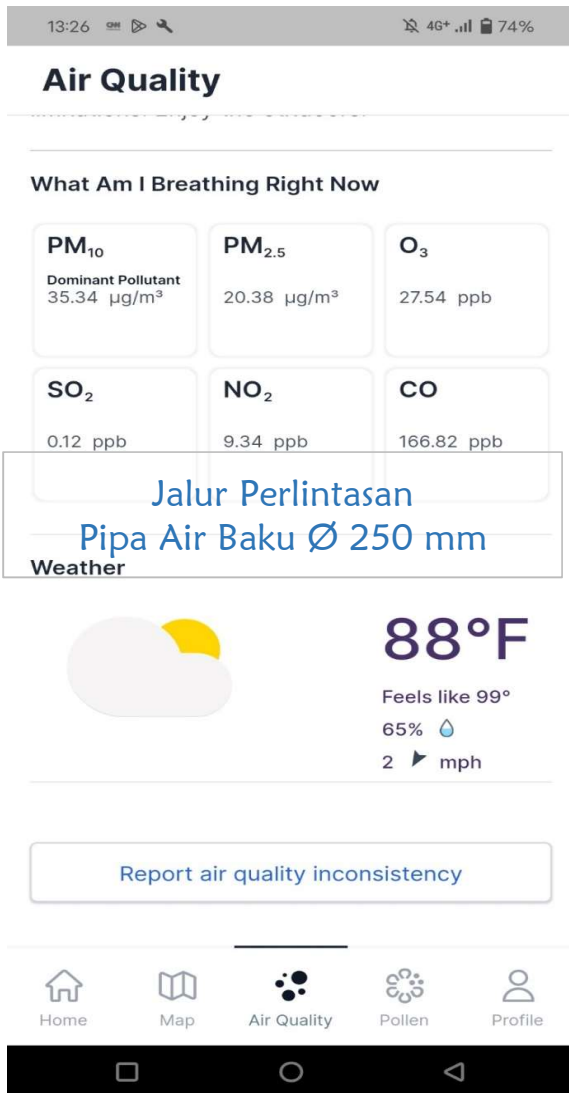 13:26
4G+ 74%
Air Quality
What Am I Breathing Right Now
PM₁₀ PM₂.₅ O₃
Dominant Pollutant
35.34 µg/m³ 20.38 µg/m³ 27.54 ppb
SO₂ NO₂ CO
0.12 ppb 9.34 ppb 166.82 ppb
Jalur Perlintasan
Pipa Air Baku Ø 250 mm
Weather
88°F
Feels like 99°
65%
2 mph
Report air quality inconsistency
Home Map Air Quality Pollen Profile